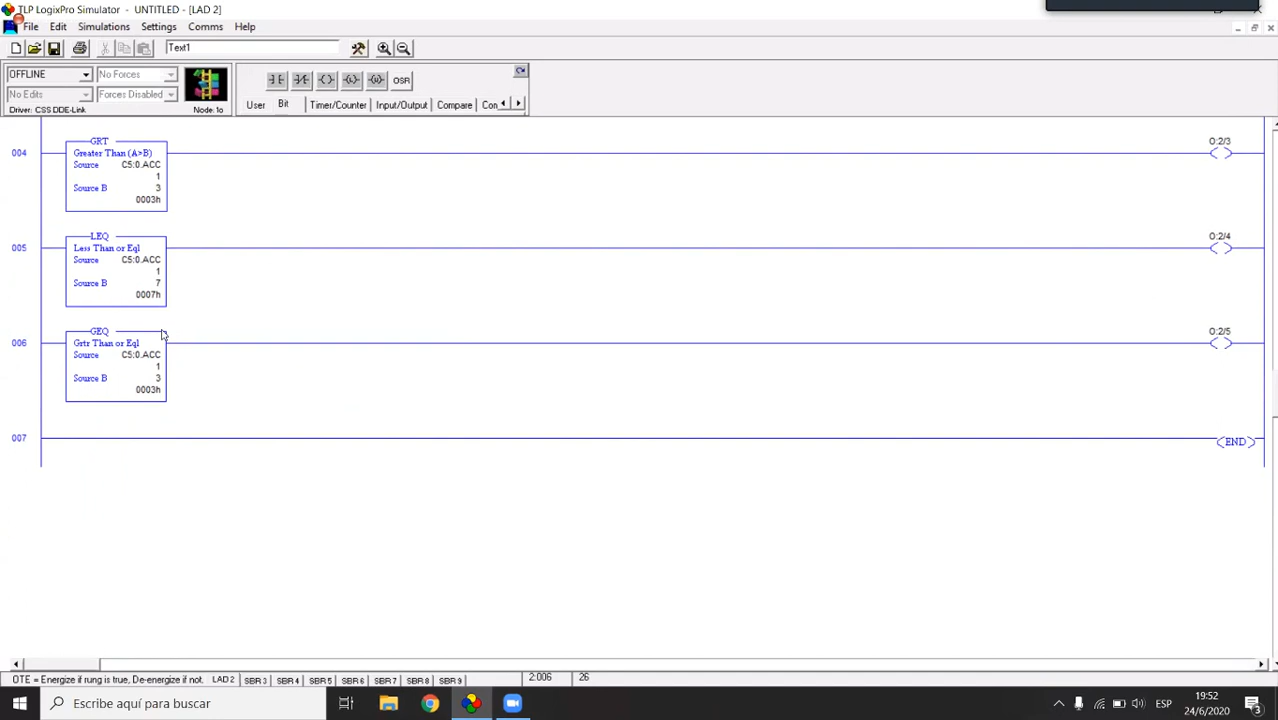 TLP LogixPro Simulator - UNTITLED - [LAD 2]
File Edit Simulations Settings Comms Help
Text1
OFFLINE No Forces
No Edits Forces Disabled
Driver: CSS DDE-Link Node: 1o
OSR
User Bit Timer/Counter Input/Output Compare Con
GRT
004 Greater Than (A>B) O:2/3
Source C5:0.ACC
1
Source B 3
0003h
LEQ O:2/4
005 Less Than or Eql
Source C5:0.ACC
1
Source B 7
0007h
GEQ O:2/5
006 Grtr Than or Eql
Source C5:0.ACC
1
Source B 3
0003h
007 END
OTE = Energize if rung is true, De-energize if not. LAD 2 SBR 3 SBR 4 SBR 5 SBR 6 SBR 7 SBR 8 SBR 9 2:006 26
Escribe aquí para buscar ESP 19:52
24/6/2020 3